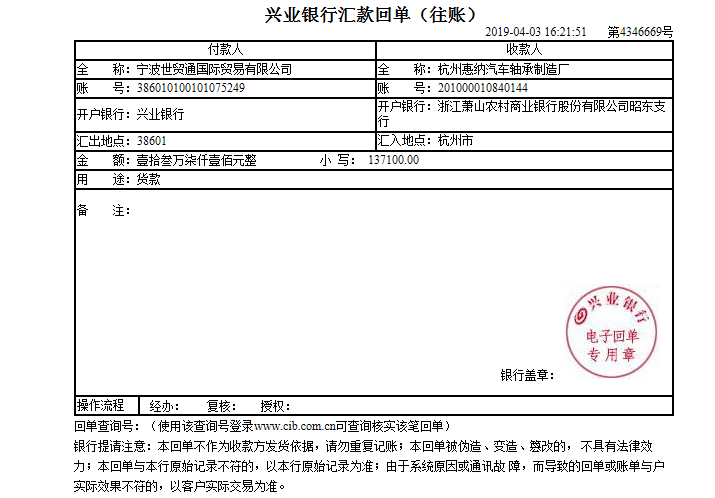 兴业银行汇款回单（往账）
2019-04-03 16:21:51 第4346669号
付款人 收款人
全 称：宁波世贸通国际贸易有限公司 全 称：杭州惠纳汽车轴承制造厂
账 号：386010100101075249 账 号：201000010840144
开户银行：兴业银行 开户银行：浙江萧山农村商业银行股份有限公司昭东支
行
汇出地点：38601 汇入地点：杭州市
金 额：壹拾叁万柒仟壹佰元整 小 写： 137100.00
用 途：货款
备 注：
兴业银行
电子回单
专用章
银行盖章：
操作流程 经办： 复核： 授权：
回单查询号：（使用该查询号登录www.cib.com.cn可查询核实该笔回单）
银行提请注意：本回单不作为收款方发货依据，请勿重复记账；本回单被伪造、变造、篡改的， 不具有法律效
力；本回单与本行原始记录不符的，以本行原始记录为准；由于系统原因或通讯故障，而导致的回单或账单与户
实际效果不符的，以客户实际交易为准。